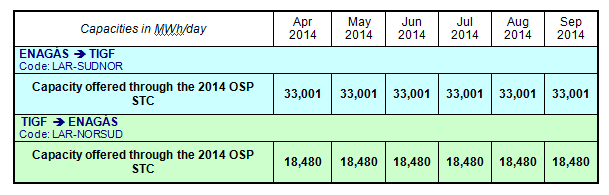 Capacities in MWh/day Apr 2014 May 2014 Jun 2014 Jul 2014 Aug 2014 Sep 2014
ENAGÁS ➔ TIGF
Code: LAR-SUDNOR
Capacity offered through the 2014 OSP STC 33,001 33,001 33,001 33,001 33,001 33,001
TIGF ➔ ENAGÁS
Code: LAR-NORSUD
Capacity offered through the 2014 OSP STC 18,480 18,480 18,480 18,480 18,480 18,480